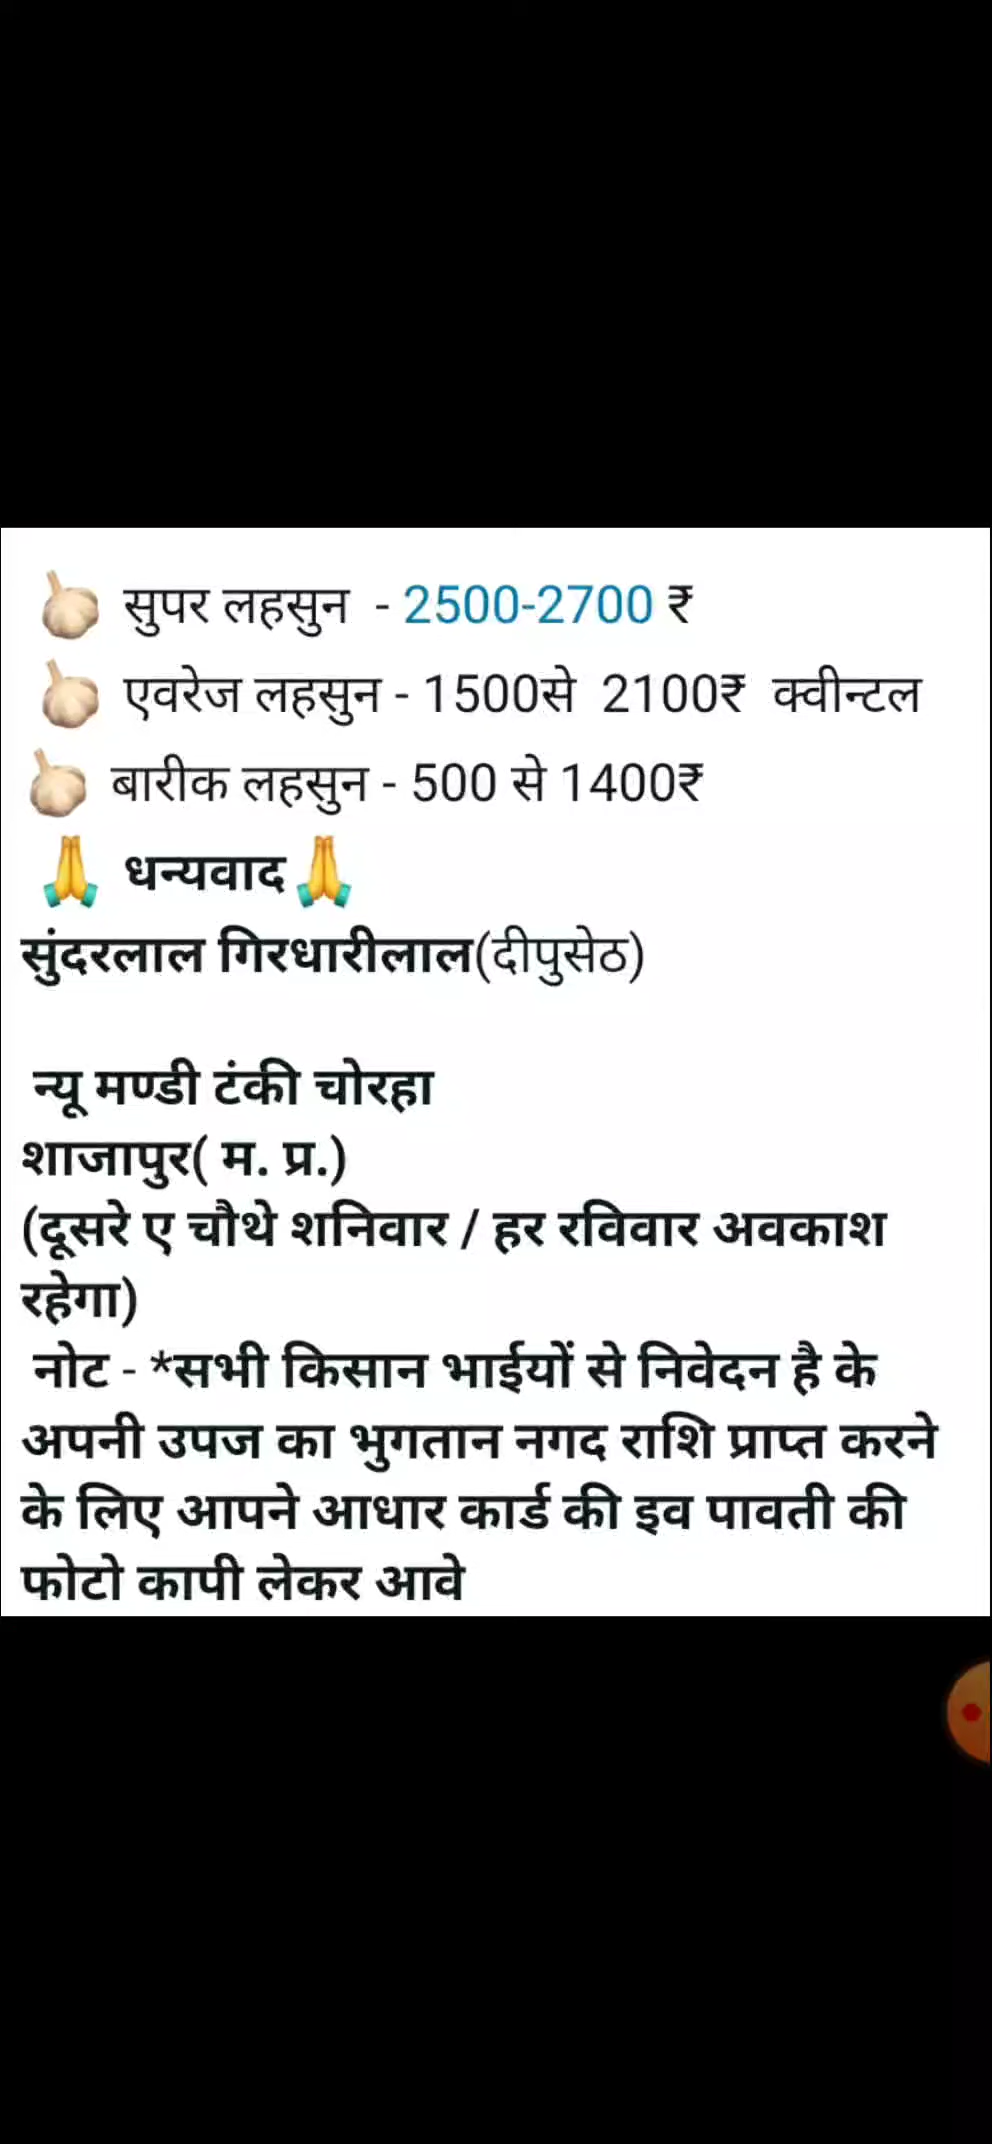 🧄 सुपर लहसुन - 2500-2700 ₹
🧄 एवरेज लहसुन - 1500से 2100₹ क्वीन्टल
🧄 बारीक लहसुन - 500 से 1400₹
🙏 धन्यवाद🙏
सुंदरलाल गिरधारीलाल(दीपुसेठ)
न्यू मण्डी टंकी चोरहा
शाजापुर( म. प्र.)
(दूसरे ए चौथे शनिवार / हर रविवार अवकाश
रहेगा)
नोट - *सभी किसान भाईयों से निवेदन है के
अपनी उपज का भुगतान नगद राशि प्राप्त करने
के लिए आपने आधार कार्ड की इव पावती की
फोटो कापी लेकर आवे